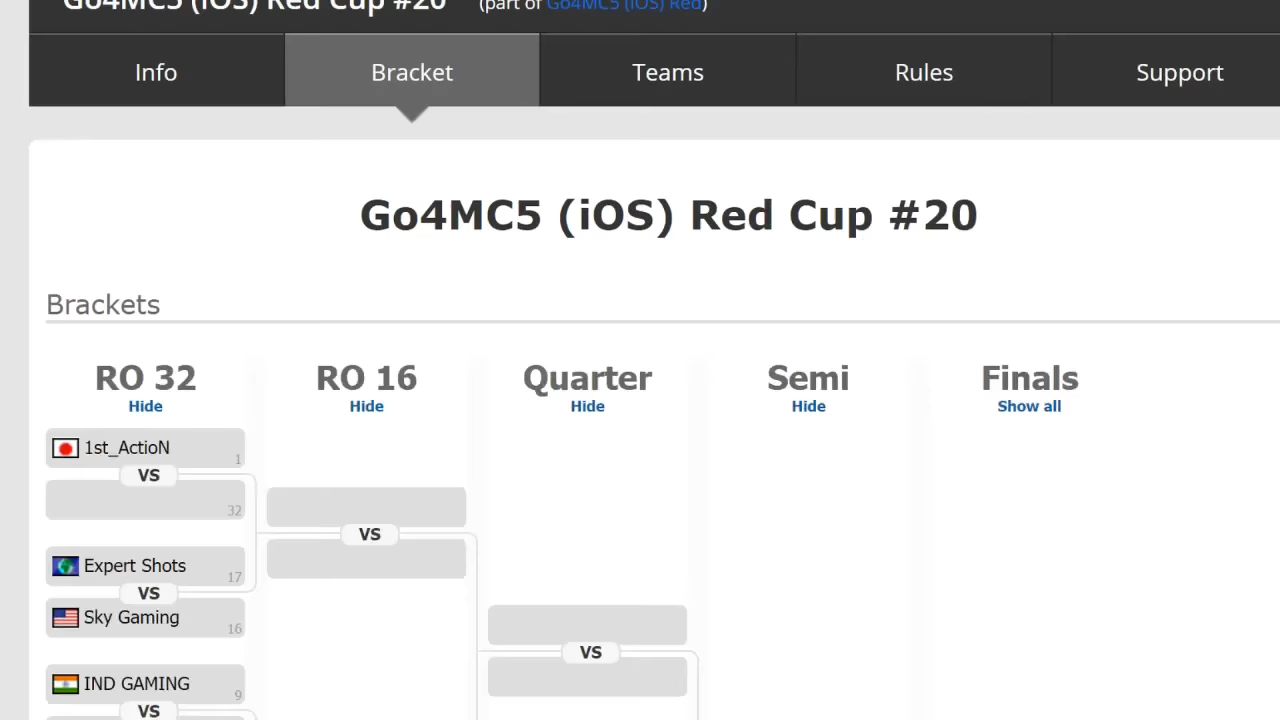 Go4MC5 (iOS) Red Cup #20 (part of Go4MC5 (iOS) Red)
Info Bracket Teams Rules Support
Go4MC5 (iOS) Red Cup #20
Brackets
RO 32 RO 16 Quarter Semi Finals
Hide Hide Hide Hide Show all
1st_ActioN 1
VS
32
VS
Expert Shots 17
VS
Sky Gaming 16
VS
IND GAMING 9
VS